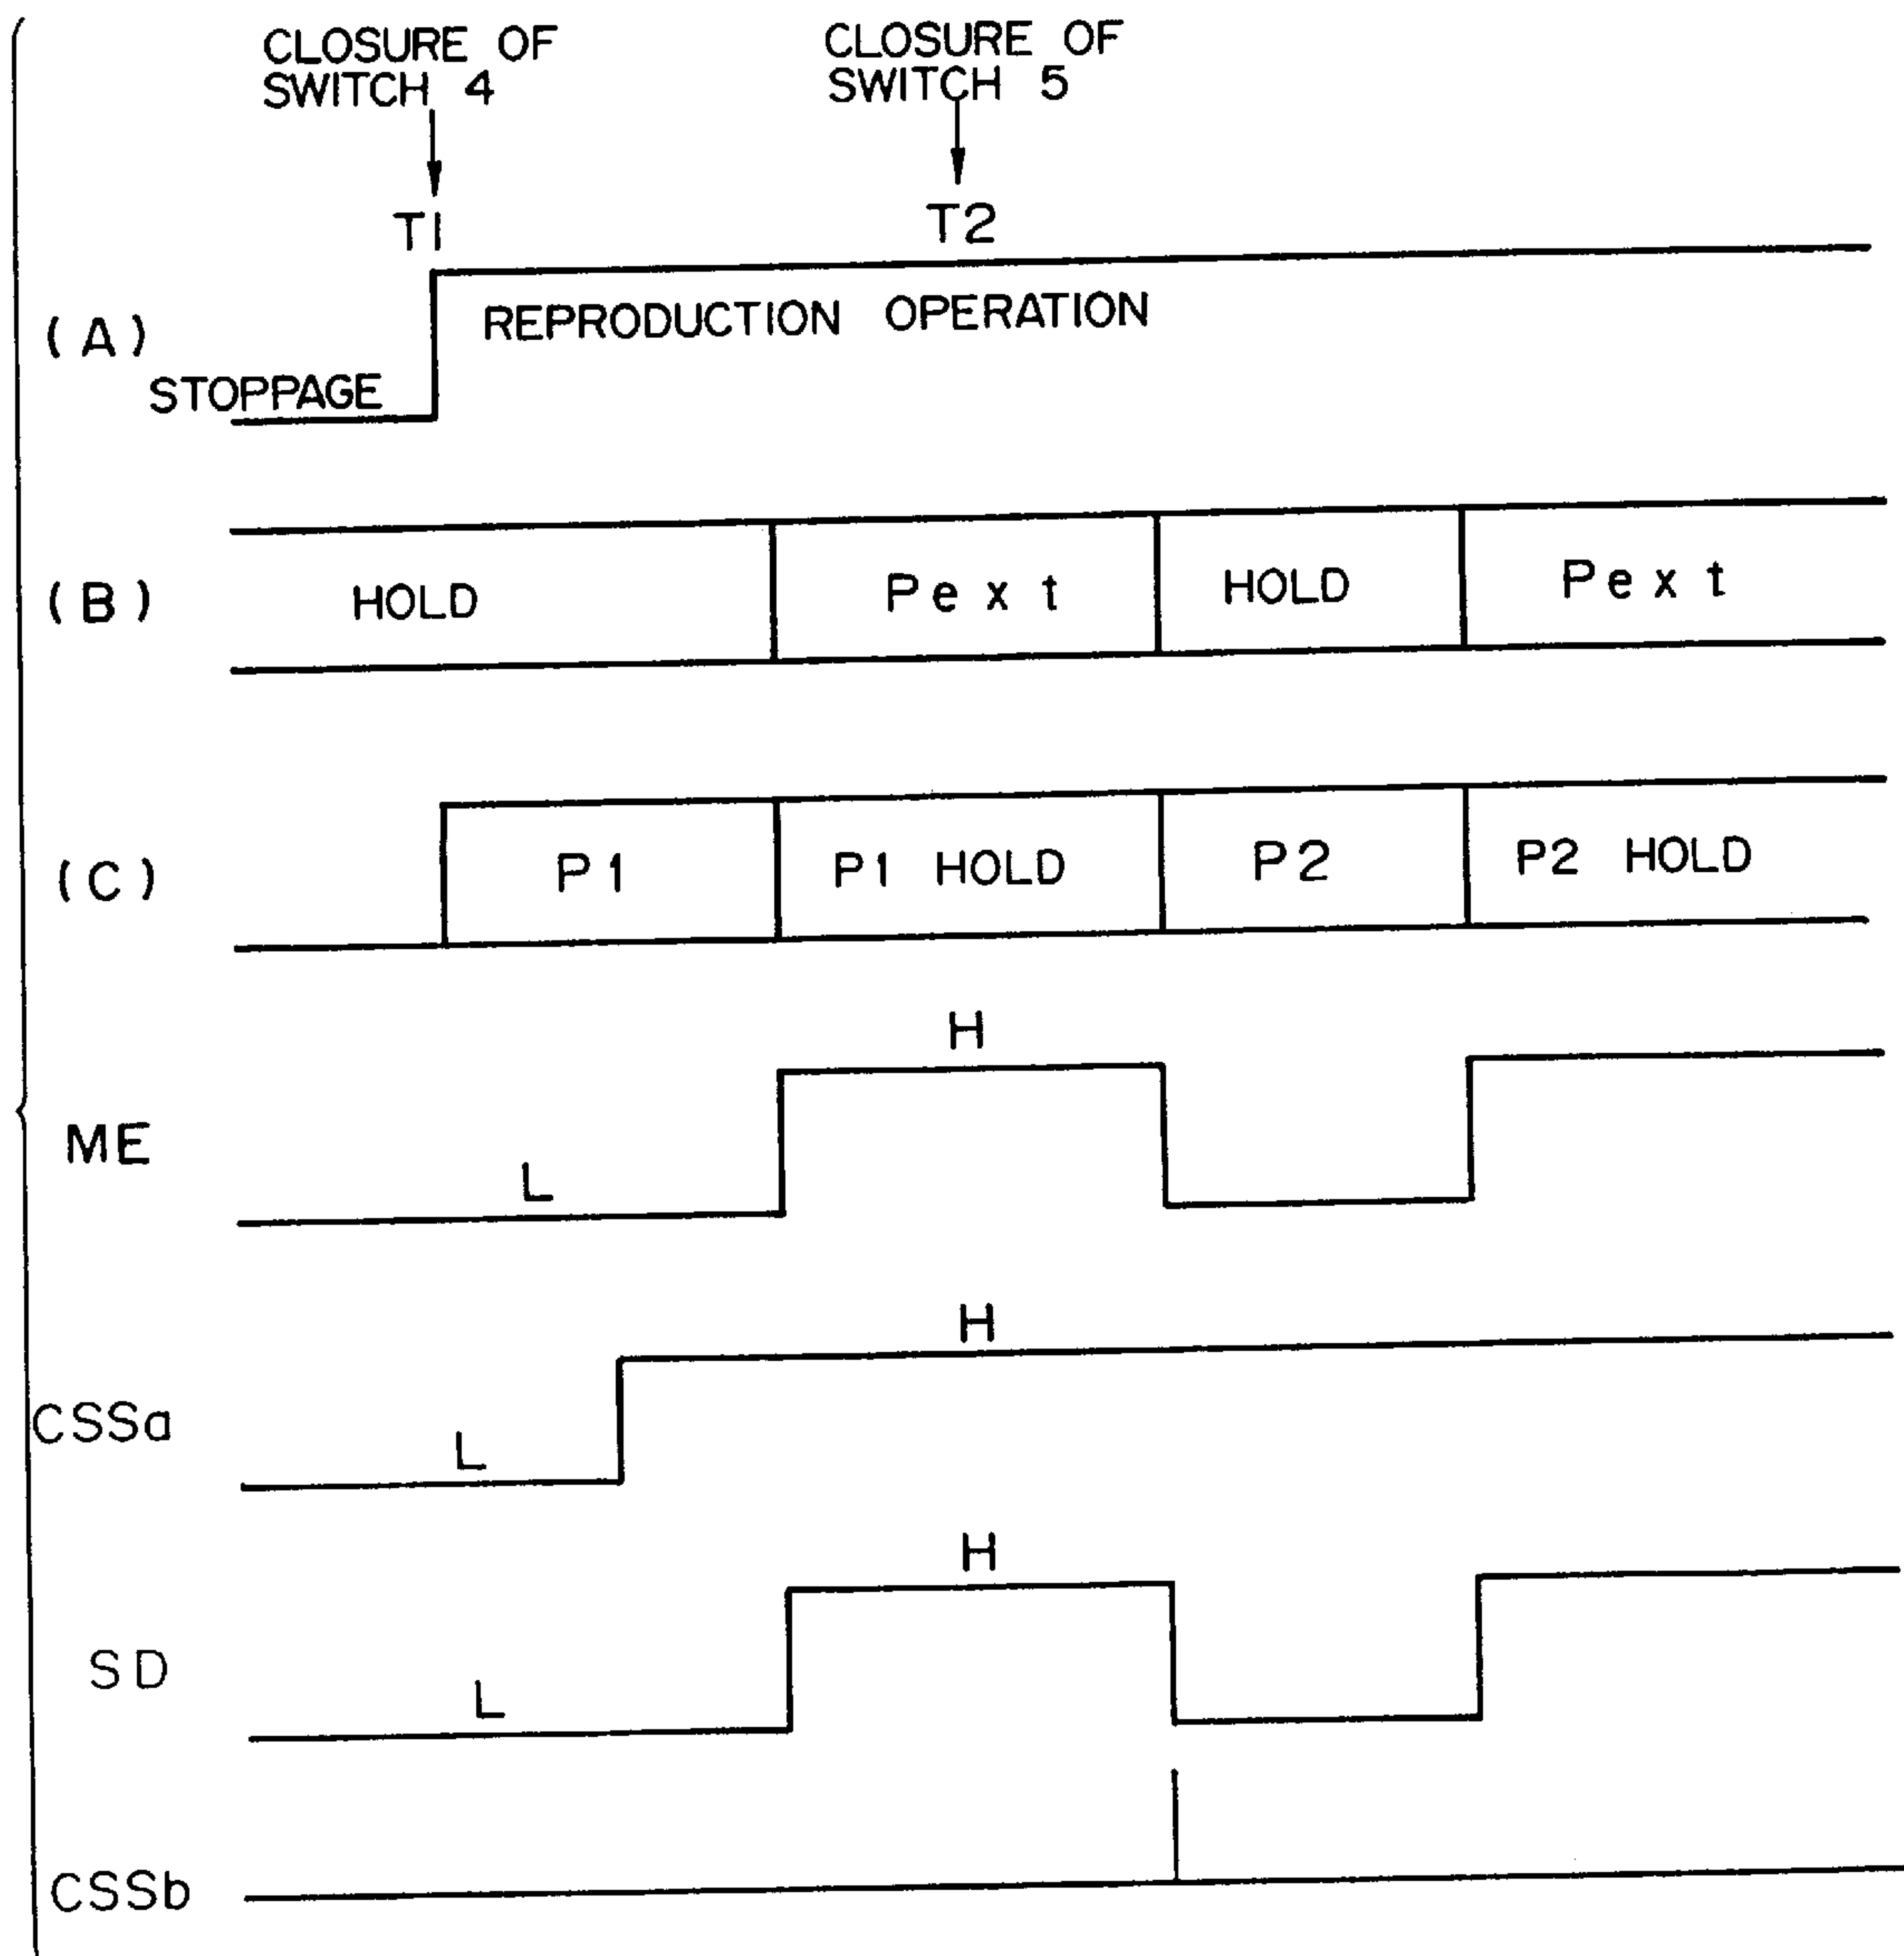 CLOSURE OF
SWITCH 4
CLOSURE OF
SWITCH 5
T1
T2
(A)
REPRODUCTION OPERATION
STOPPAGE
(B)
HOLD
Pext
HOLD
Pext
(C)
P1
P1 HOLD
P2
P2 HOLD
ME
H
L
CSSa
H
L
SD
H
L
CSSb